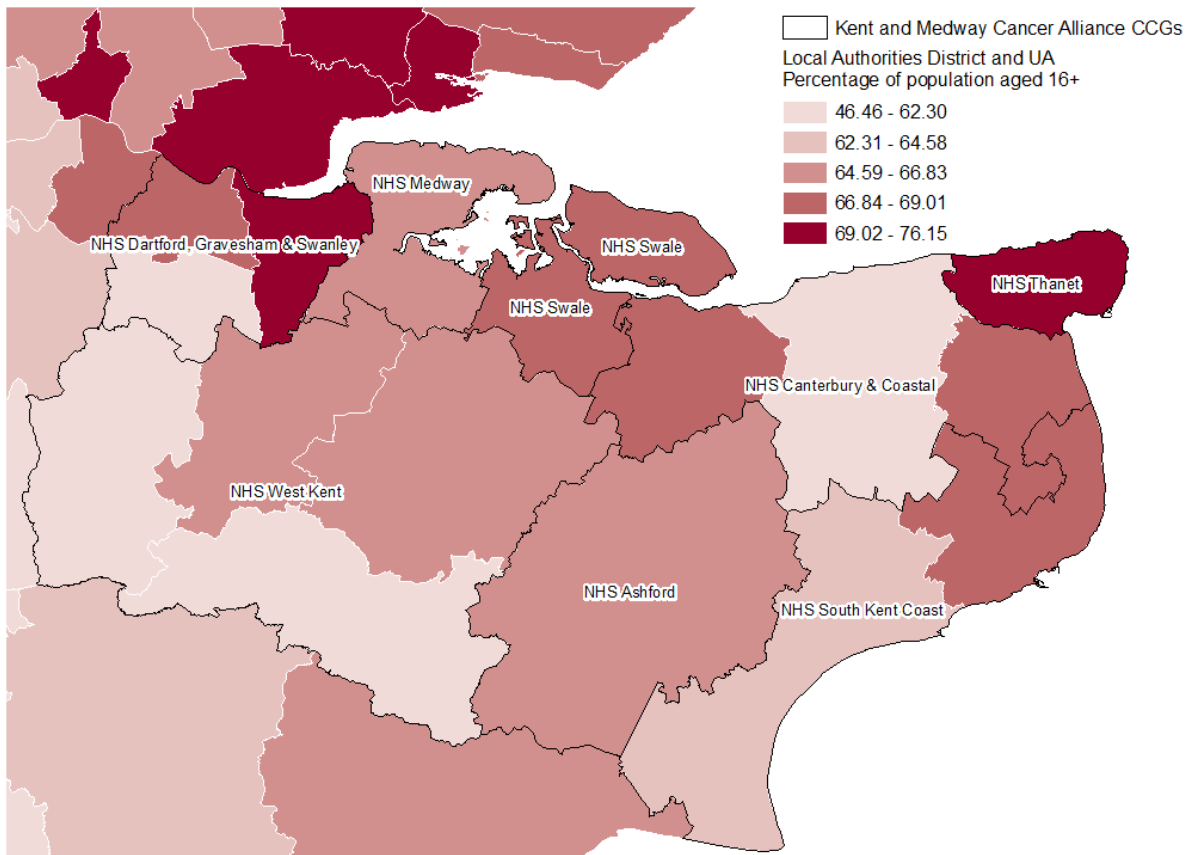 Kent and Medway Cancer Alliance CCGs
Local Authorities District and UA
Percentage of population aged 16+
46.46 - 62.30
62.31 - 64.58
64.59 - 66.83
66.84 - 69.01
69.02 - 76.15
NHS Medway
NHS Dartford, Gravesham & Swanley
NHS Swale
NHS Thanet
NHS Swale
NHS Canterbury & Coastal
NHS West Kent
NHS Ashford
NHS South Kent Coast